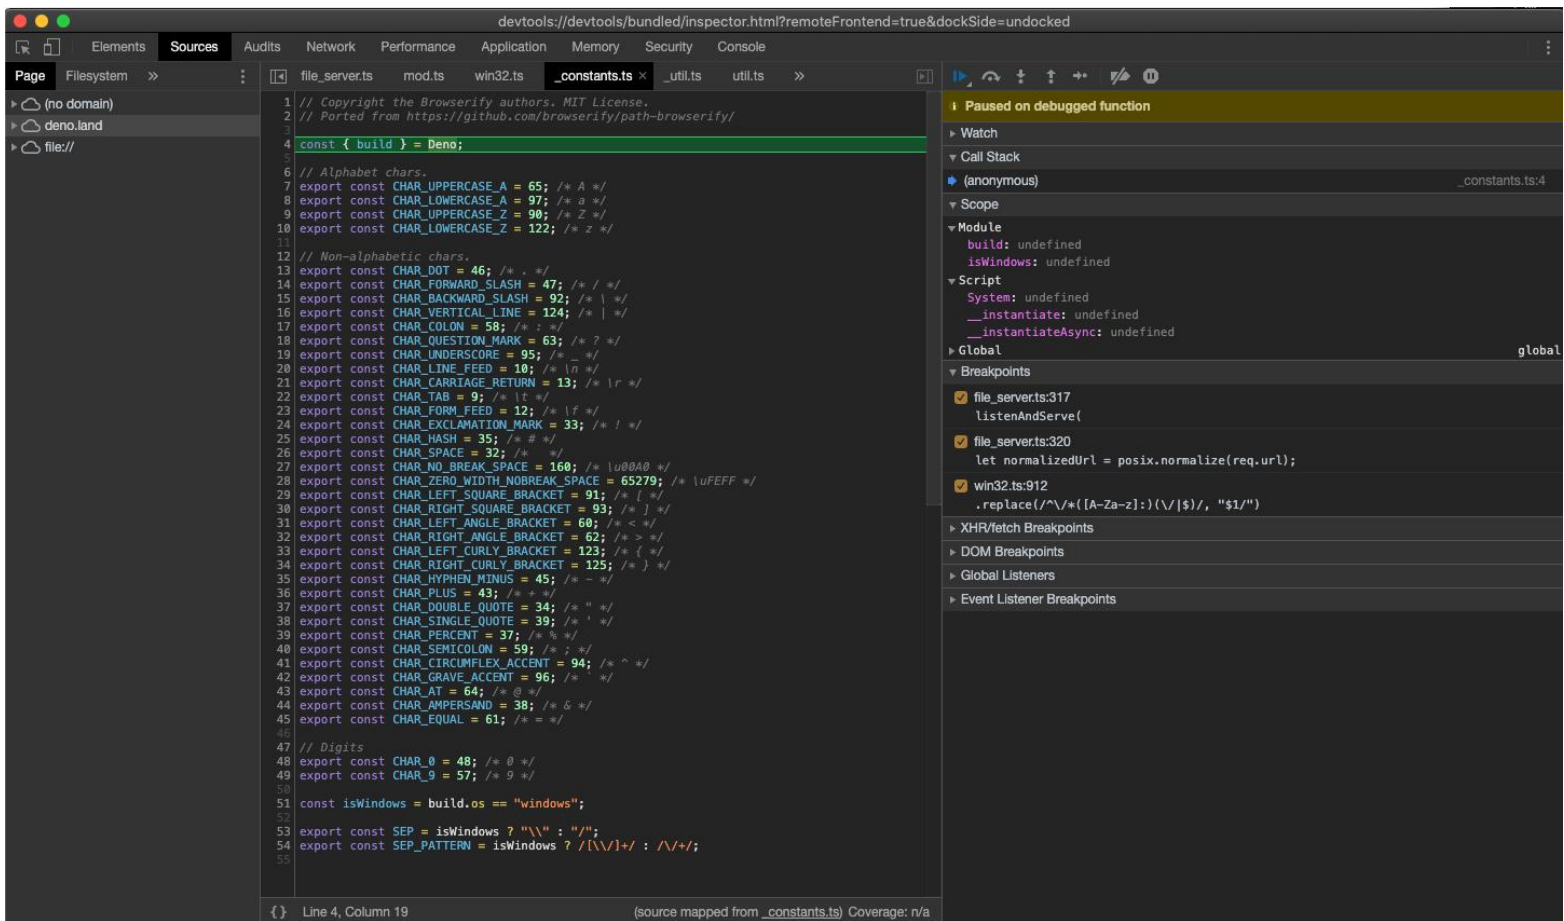 devtools://devtools/bundled/inspector.html?remoteFrontend=true&dockSide=undocked
Elements Sources Audits Network Performance Application Memory Security Console
Page Filesystem »
(no domain)
deno.land
file://
file_server.ts mod.ts win32.ts _constants.ts × _util.ts util.ts »
1 // Copyright the Browserify authors. MIT License.
2 // Ported from https://github.com/browserify/path-browserify/
3
4 const { build } = Deno;
5
6 // Alphabet chars.
7 export const CHAR_UPPERCASE_A = 65; /* A */
8 export const CHAR_LOWERCASE_A = 97; /* a */
9 export const CHAR_UPPERCASE_Z = 90; /* Z */
10 export const CHAR_LOWERCASE_Z = 122; /* z */
11
12 // Non-alphabetic chars.
13 export const CHAR_DOT = 46; /* . */
14 export const CHAR_FORWARD_SLASH = 47; /* / */
15 export const CHAR_BACKWARD_SLASH = 92; /* \ */
16 export const CHAR_VERTICAL_LINE = 124; /* | */
17 export const CHAR_COLON = 58; /* : */
18 export const CHAR_QUESTION_MARK = 63; /* ? */
19 export const CHAR_UNDERSCORE = 95; /* _ */
20 export const CHAR_LINE_FEED = 10; /* \n */
21 export const CHAR_CARRIAGE_RETURN = 13; /* \r */
22 export const CHAR_TAB = 9; /* \t */
23 export const CHAR_FORM_FEED = 12; /* \f */
24 export const CHAR_EXCLAMATION_MARK = 33; /* ! */
25 export const CHAR_HASH = 35; /* # */
26 export const CHAR_SPACE = 32; /*   */
27 export const CHAR_NO_BREAK_SPACE = 160; /* \u00A0 */
28 export const CHAR_ZERO_WIDTH_NOBREAK_SPACE = 65279; /* \uFEFF */
29 export const CHAR_LEFT_SQUARE_BRACKET = 91; /* [ */
30 export const CHAR_RIGHT_SQUARE_BRACKET = 93; /* ] */
31 export const CHAR_LEFT_ANGLE_BRACKET = 60; /* < */
32 export const CHAR_RIGHT_ANGLE_BRACKET = 62; /* > */
33 export const CHAR_LEFT_CURLY_BRACKET = 123; /* { */
34 export const CHAR_RIGHT_CURLY_BRACKET = 125; /* } */
35 export const CHAR_HYPHEN_MINUS = 45; /* - */
36 export const CHAR_PLUS = 43; /* + */
37 export const CHAR_DOUBLE_QUOTE = 34; /* " */
38 export const CHAR_SINGLE_QUOTE = 39; /* ' */
39 export const CHAR_PERCENT = 37; /* % */
40 export const CHAR_SEMICOLON = 59; /* ; */
41 export const CHAR_CIRCUMFLEX_ACCENT = 94; /* ^ */
42 export const CHAR_GRAVE_ACCENT = 96; /* ` */
43 export const CHAR_AT = 64; /* @ */
44 export const CHAR_AMPERSAND = 38; /* & */
45 export const CHAR_EQUAL = 61; /* = */
46
47 // Digits
48 export const CHAR_0 = 48; /* 0 */
49 export const CHAR_9 = 57; /* 9 */
50
51 const isWindows = build.os == "windows";
52
53 export const SEP = isWindows ? "\\" : "/";
54 export const SEP_PATTERN = isWindows ? /[\\/]+/ : /\/+/;
55
{} Line 4, Column 19 (source mapped from _constants.ts) Coverage: n/a
Paused on debugged function
Watch
Call Stack
(anonymous) _constants.ts:4
Scope
Module
build: undefined
isWindows: undefined
Script
System: undefined
__instantiate: undefined
__instantiateAsync: undefined
Global global
Breakpoints
file_server.ts:317
listenAndServe(
file_server.ts:320
let normalizedUrl = posix.normalize(req.url);
win32.ts:912
.replace(/^\/*([A-Za-z]:)(\/|$)/, "$1/")
XHR/fetch Breakpoints
DOM Breakpoints
Global Listeners
Event Listener Breakpoints